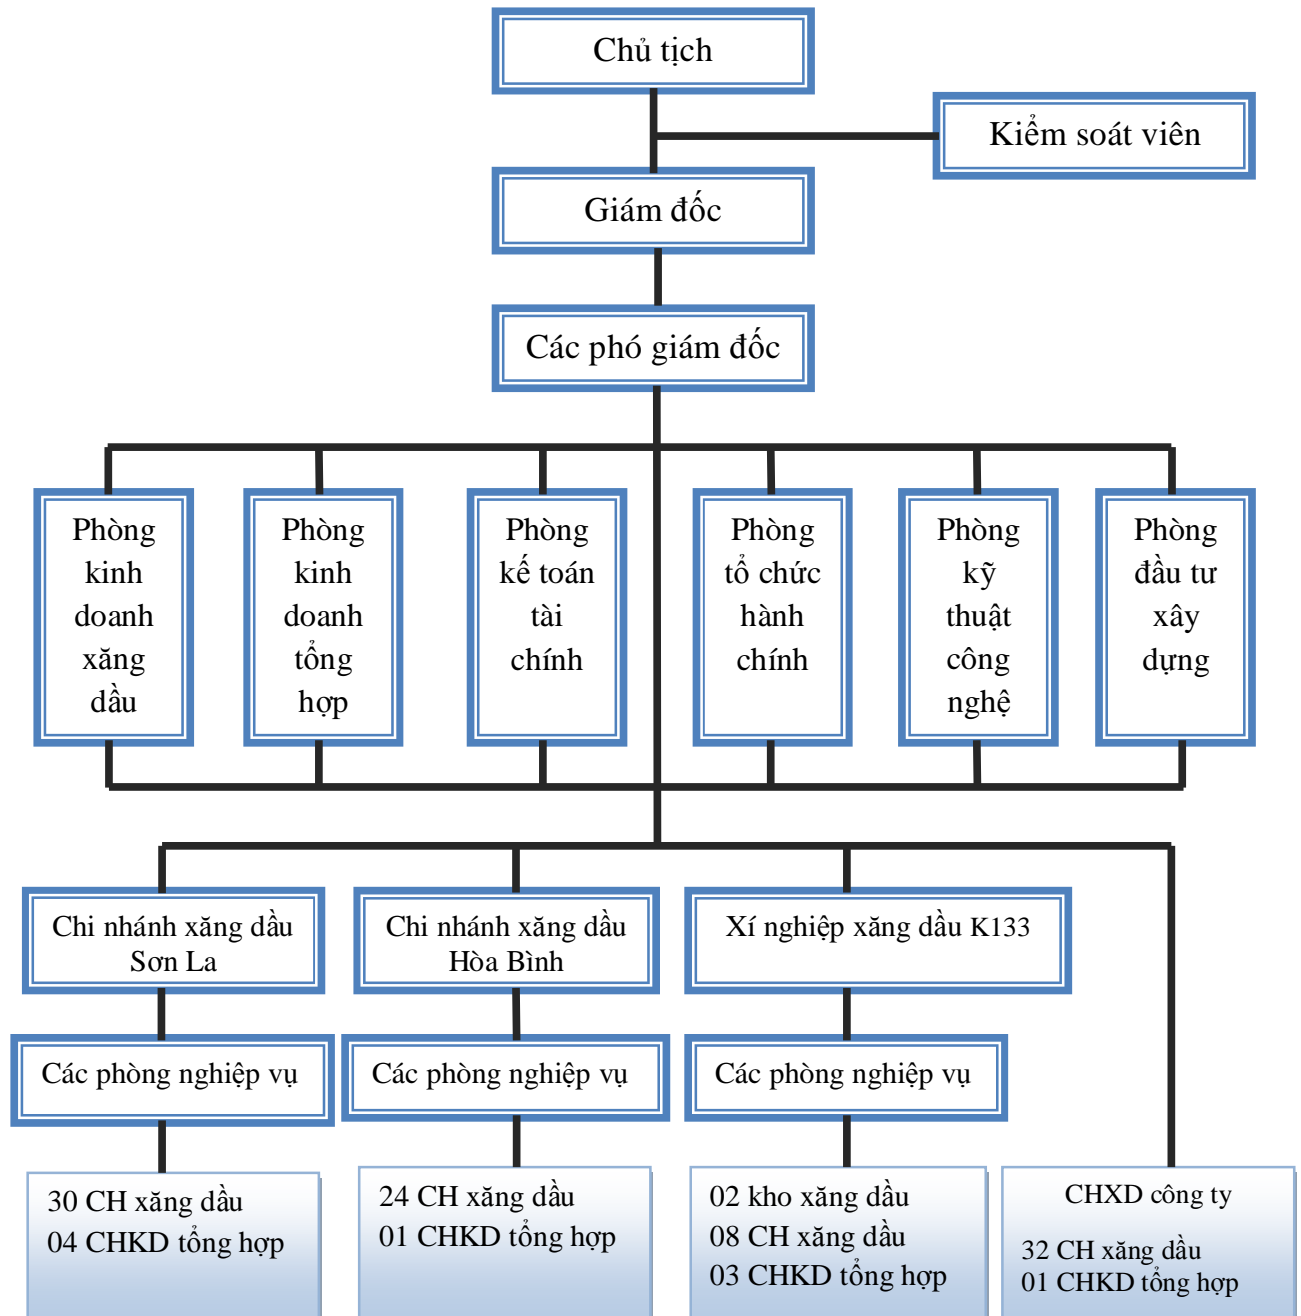 Chủ tịch
Kiểm soát viên
Giám đốc
Các phó giám đốc
Phòng
kinh
doanh
xăng
dầu
Phòng
kinh
doanh
tổng
hợp
Phòng
kế toán
tài
chính
Phòng
tổ chức
hành
chính
Phòng
kỹ
thuật
công
nghệ
Phòng
đầu tư
xây
dựng
Chi nhánh xăng dầu
Sơn La
Chi nhánh xăng dầu
Hòa Bình
Xí nghiệp xăng dầu K133
Các phòng nghiệp vụ
Các phòng nghiệp vụ
Các phòng nghiệp vụ
30 CH xăng dầu
04 CHKD tổng hợp
24 CH xăng dầu
01 CHKD tổng hợp
02 kho xăng dầu
08 CH xăng dầu
03 CHKD tổng hợp
CHXD công ty
32 CH xăng dầu
01 CHKD tổng hợp